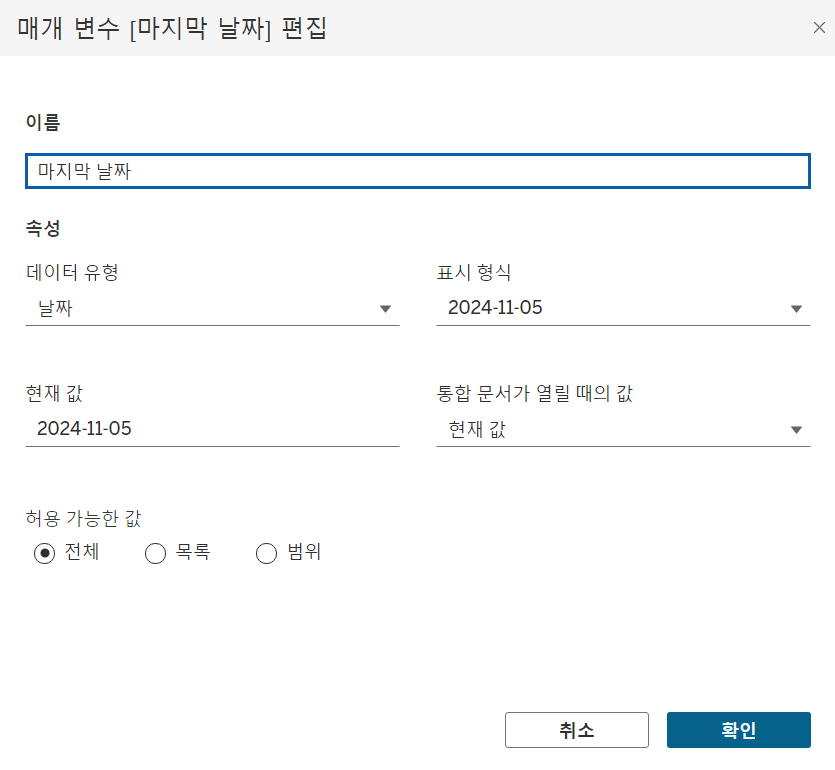 매개 변수 [마지막 날짜] 편집
이름
마지막 날짜
속성
데이터 유형 표시 형식
날짜 2024-11-05
현재 값 통합 문서가 열릴 때의 값
2024-11-05 현재 값
허용 가능한 값
전체 목록 범위
취소 확인